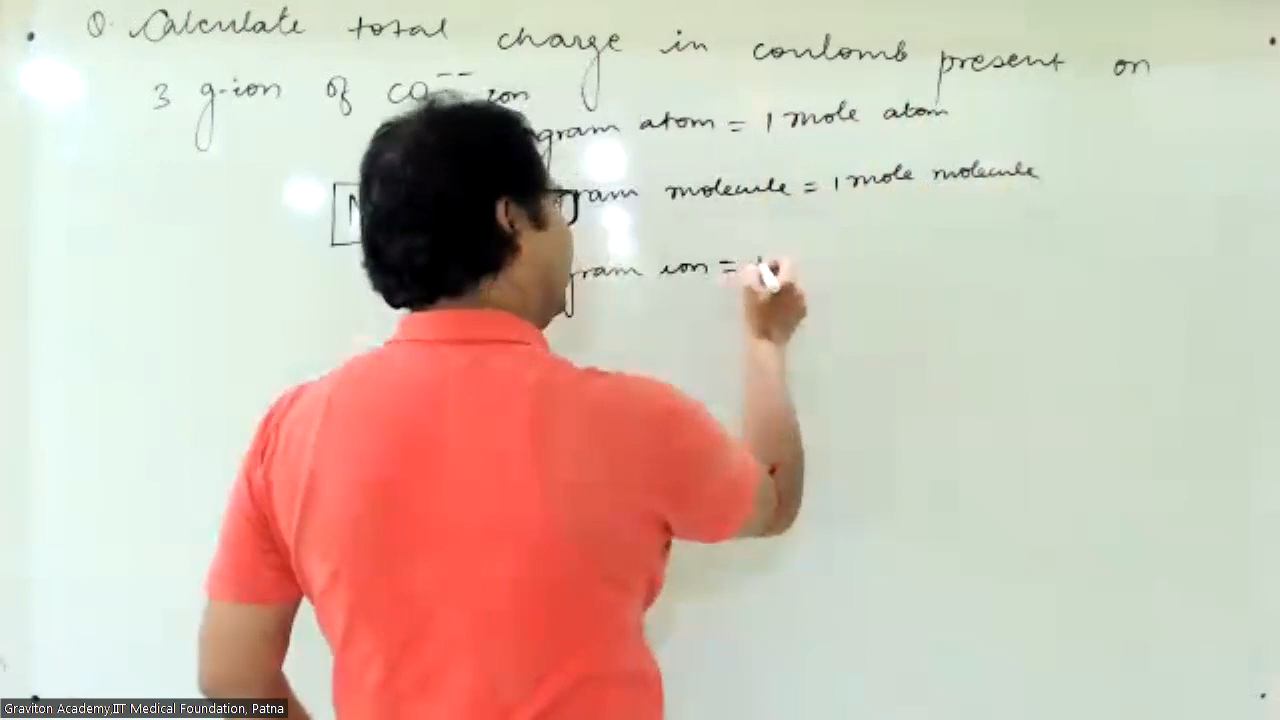 Q. Calculate total charge in coulomb present on
3 g-ion of CO -- ion
gram atom = 1 mole atom
gram molecule = 1 mole molecule
gram ion =
Graviton Academy,IIT Medical Foundation, Patna